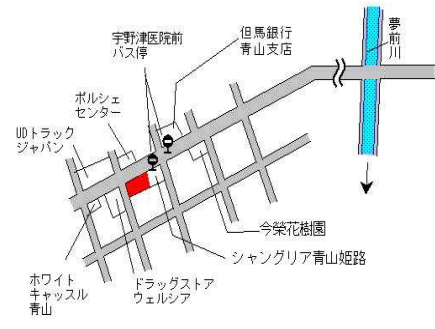 宇野津医院前
バス停
但馬銀行
青山支店
夢前川
ポルシェ
センター
UDトラック
ジャパン
今榮花樹園
シャングリア青山姫路
ホワイト
キャッスル
青山
ドラッグストア
ウェルシア